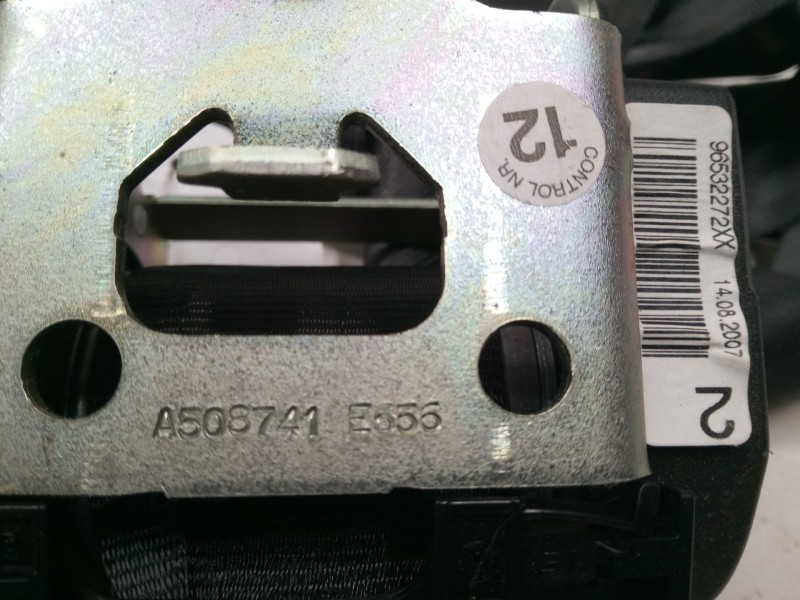 12
CONTROL NR.
96532272XX
14.08.2007
2
A508741 E656